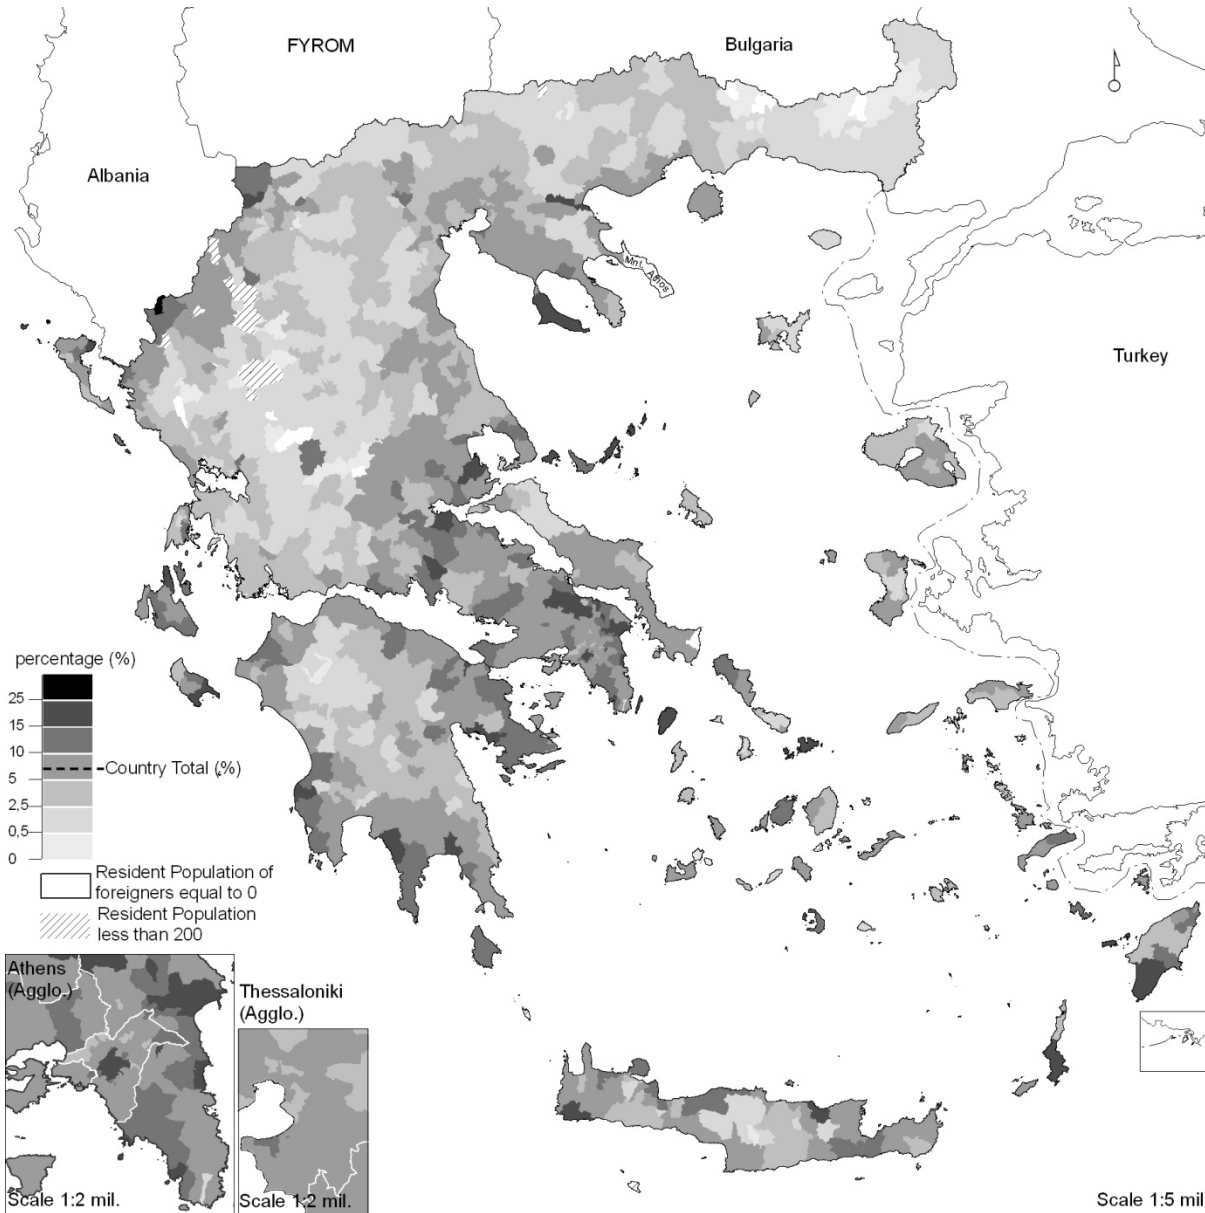 FYROM
Bulgaria
Albania
Mnt. Athos
Turkey
percentage (%)
25
15
10
Country Total (%)
5
2,5
0,5
0
Resident Population of
foreigners equal to 0
Resident Population
less than 200
Athens
(Agglo.)
Thessaloniki
(Agglo.)
Scale 1:2 mil.
Scale 1:2 mil.
Scale 1:5 mil